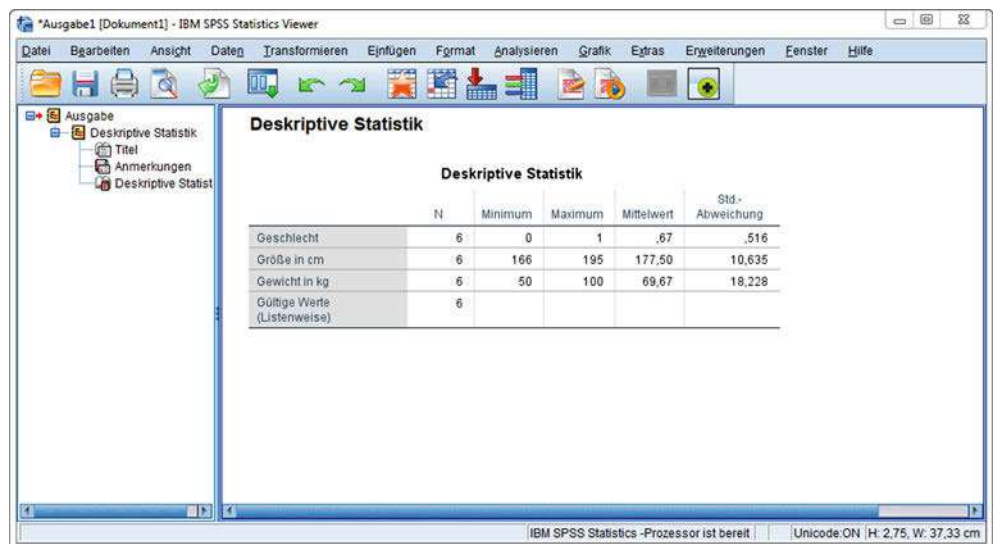 *Ausgabe1 [Dokument1] - IBM SPSS Statistics Viewer
Datei Bearbeiten Ansicht Daten Transformieren Einfügen Format Analysieren Grafik Extras Erweiterungen Fenster Hilfe
Ausgabe
Deskriptive Statistik
Titel
Anmerkungen
Deskriptive Statist
Deskriptive Statistik
Deskriptive Statistik
N Minimum Maximum Mittelwert Std.-
Abweichung
Geschlecht 6 0 1 ,67 ,516
Größe in cm 6 166 195 177,50 10,635
Gewicht in kg 6 50 100 69,67 18,228
Gültige Werte 6
(Listenweise)
IBM SPSS Statistics -Prozessor ist bereit Unicode:ON H: 2,75, W: 37,33 cm